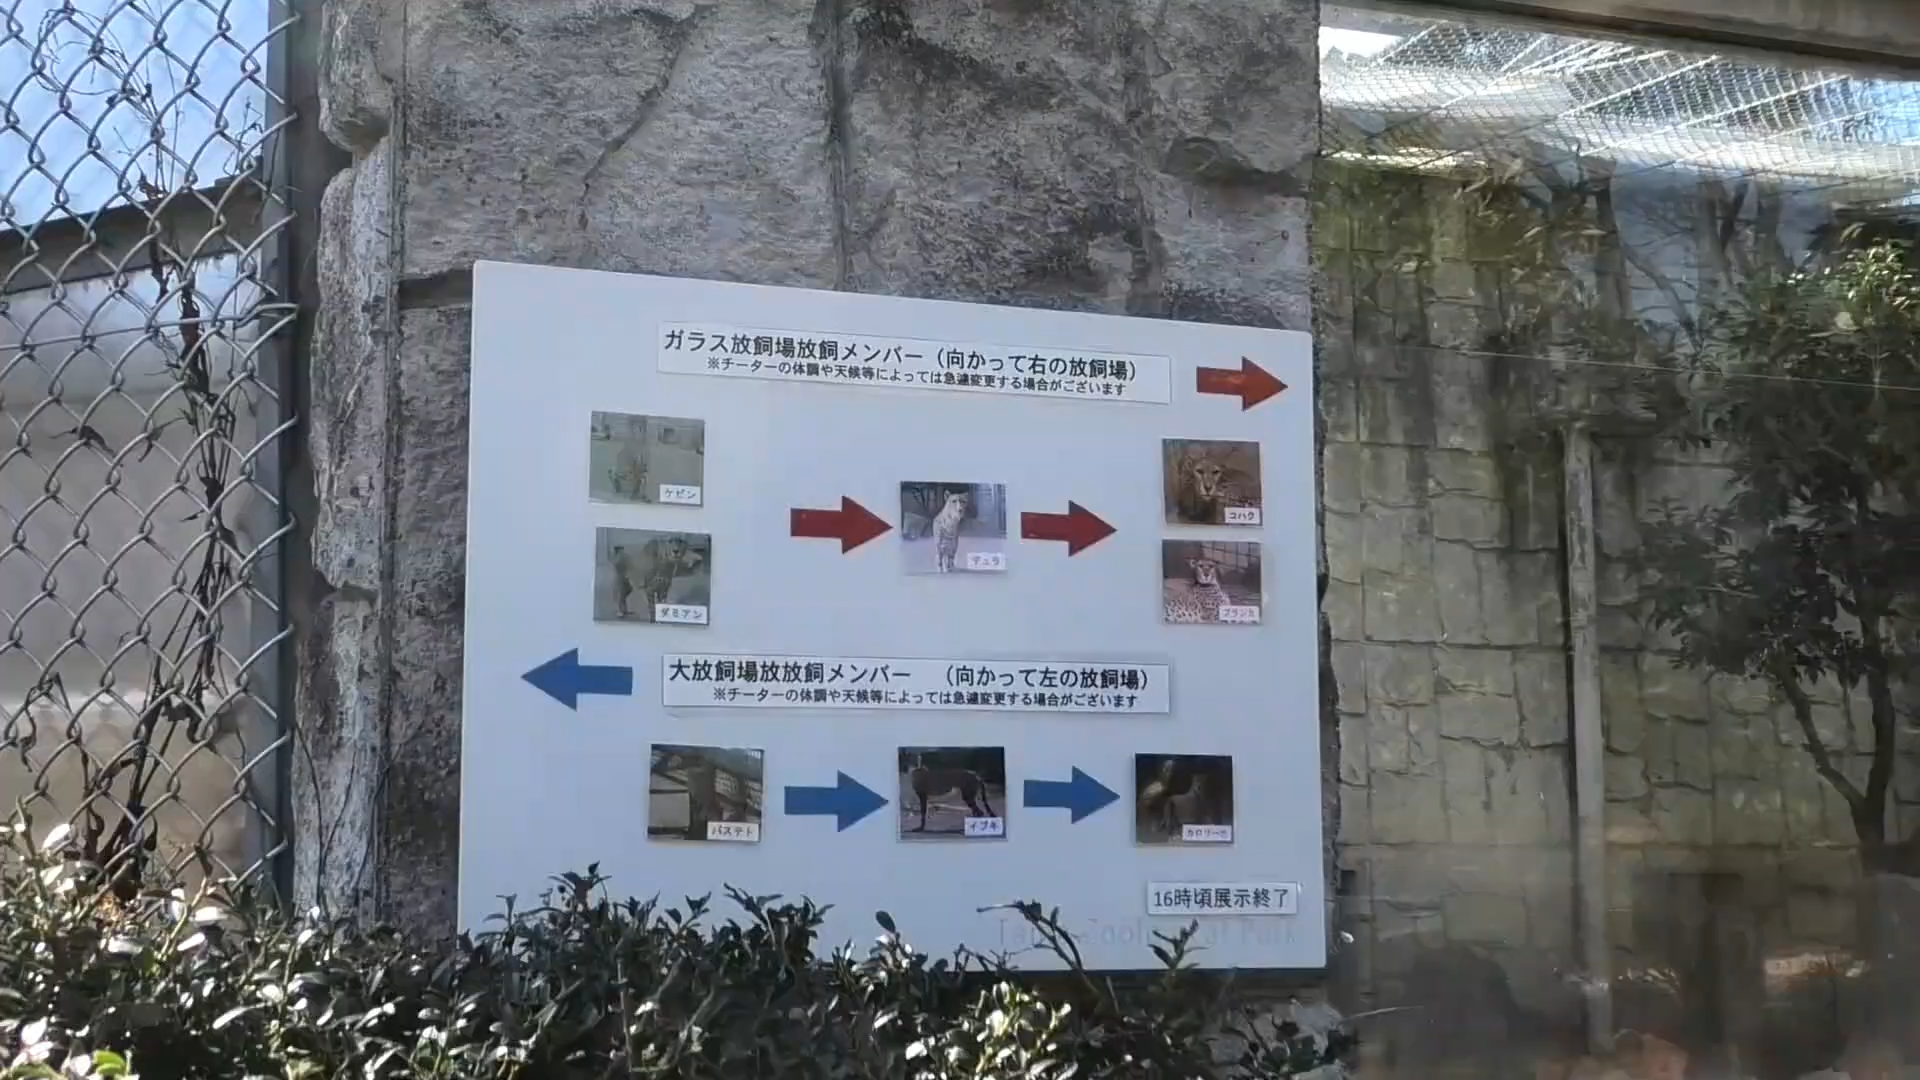 ガラス放飼場放飼メンバー（向かって右の放飼場）
※チーターの体調や天候等によっては急遽変更する場合がございます
ケビン
コハク
デュラ
ダミアン
ブランカ
大放飼場放放飼メンバー　（向かって左の放飼場）
※チーターの体調や天候等によっては急遽変更する場合がございます
バステト
イブキ
16時頃展示終了